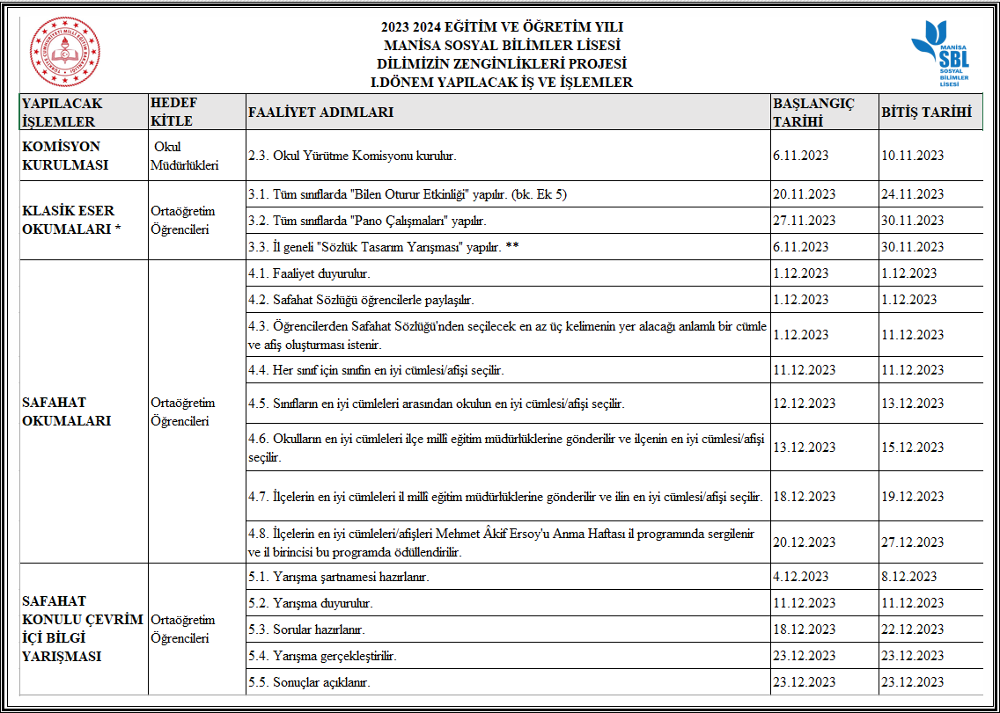 2023 2024 EĞİTİM VE ÖĞRETİM YILI
MANİSA SOSYAL BİLİMLER LİSESİ
DİLİMİZİN ZENGİNLİKLERİ PROJESİ
I.DÖNEM YAPILACAK İŞ VE İŞLEMLER
MANİSA
SBL
SOSYAL
BİLİMLER
LİSESİ
YAPILACAK
İŞLEMLER
HEDEF
KİTLE
FAALİYET ADIMLARI
BAŞLANGIÇ
TARİHİ
BİTİŞ TARİHİ
KOMİSYON
KURULMASI
Okul
Müdürlükleri
2.3. Okul Yürütme Komisyonu kurulur.
6.11.2023
10.11.2023
KLASİK ESER
OKUMALARI *
Ortaöğretim
Öğrencileri
3.1. Tüm sınıflarda "Bilen Oturur Etkinliği" yapılır. (bk. Ek 5)
20.11.2023
24.11.2023
3.2. Tüm sınıflarda "Pano Çalışmaları" yapılır.
27.11.2023
30.11.2023
3.3. İl geneli "Sözlük Tasarım Yarışması" yapılır. **
6.11.2023
30.11.2023
SAFAHAT
OKUMALARI
Ortaöğretim
Öğrencileri
4.1. Faaliyet duyurulur.
1.12.2023
1.12.2023
4.2. Safahat Sözlüğü öğrencilerle paylaşılır.
1.12.2023
1.12.2023
4.3. Öğrencilerden Safahat Sözlüğü'nden seçilecek en az üç kelimenin yer alacağı anlamlı bir cümle
ve afiş oluşturması istenir.
1.12.2023
11.12.2023
4.4. Her sınıf için sınıfın en iyi cümlesi/afişi seçilir.
11.12.2023
11.12.2023
4.5. Sınıfların en iyi cümleleri arasından okulun en iyi cümlesi/afişi seçilir.
12.12.2023
13.12.2023
4.6. Okulların en iyi cümleleri ilçe millî eğitim müdürlüklerine gönderilir ve ilçenin en iyi cümlesi/afişi
seçilir.
13.12.2023
15.12.2023
4.7. İlçelerin en iyi cümleleri il millî eğitim müdürlüklerine gönderilir ve ilin en iyi cümlesi/afişi seçilir.
18.12.2023
19.12.2023
4.8. İlçelerin en iyi cümleleri/afişleri Mehmet Âkif Ersoy'u Anma Haftası il programında sergilenir
ve il birincisi bu programda ödüllendirilir.
20.12.2023
27.12.2023
SAFAHAT
KONULU ÇEVRİM
İÇİ BİLGİ
YARIŞMASI
Ortaöğretim
Öğrencileri
5.1. Yarışma şartnamesi hazırlanır.
4.12.2023
8.12.2023
5.2. Yarışma duyurulur.
11.12.2023
11.12.2023
5.3. Sorular hazırlanır.
18.12.2023
22.12.2023
5.4. Yarışma gerçekleştirilir.
23.12.2023
23.12.2023
5.5. Sonuçlar açıklanır.
23.12.2023
23.12.2023